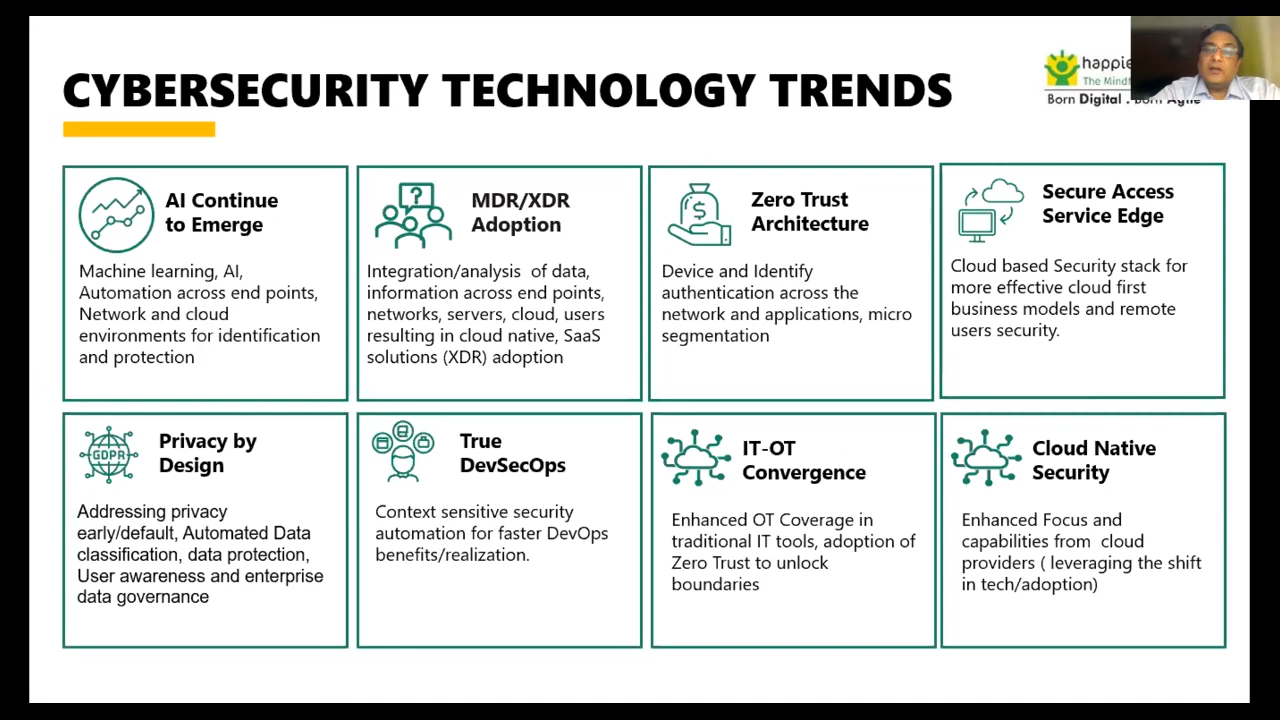 CYBERSECURITY TECHNOLOGY TRENDS
happie
The Mindf
Born Digital . Born Agile
AI Continue
to Emerge
Machine learning, AI,
Automation across end points,
Network and cloud
environments for identification
and protection
?
MDR/XDR
Adoption
Integration/analysis of data,
information across end points,
networks, servers, cloud, users
resulting in cloud native, SaaS
solutions (XDR) adoption
$
Zero Trust
Architecture
Device and Identify
authentication across the
network and applications, micro
segmentation
Secure Access
Service Edge
Cloud based Security stack for
more effective cloud first
business models and remote
users security.
GDPR
Privacy by
Design
Addressing privacy
early/default, Automated Data
classification, data protection,
User awareness and enterprise
data governance
True
DevSecOps
Context sensitive security
automation for faster DevOps
benefits/realization.
IT-OT
Convergence
Enhanced OT Coverage in
traditional IT tools, adoption of
Zero Trust to unlock
boundaries
Cloud Native
Security
Enhanced Focus and
capabilities from cloud
providers ( leveraging the shift
in tech/adoption)